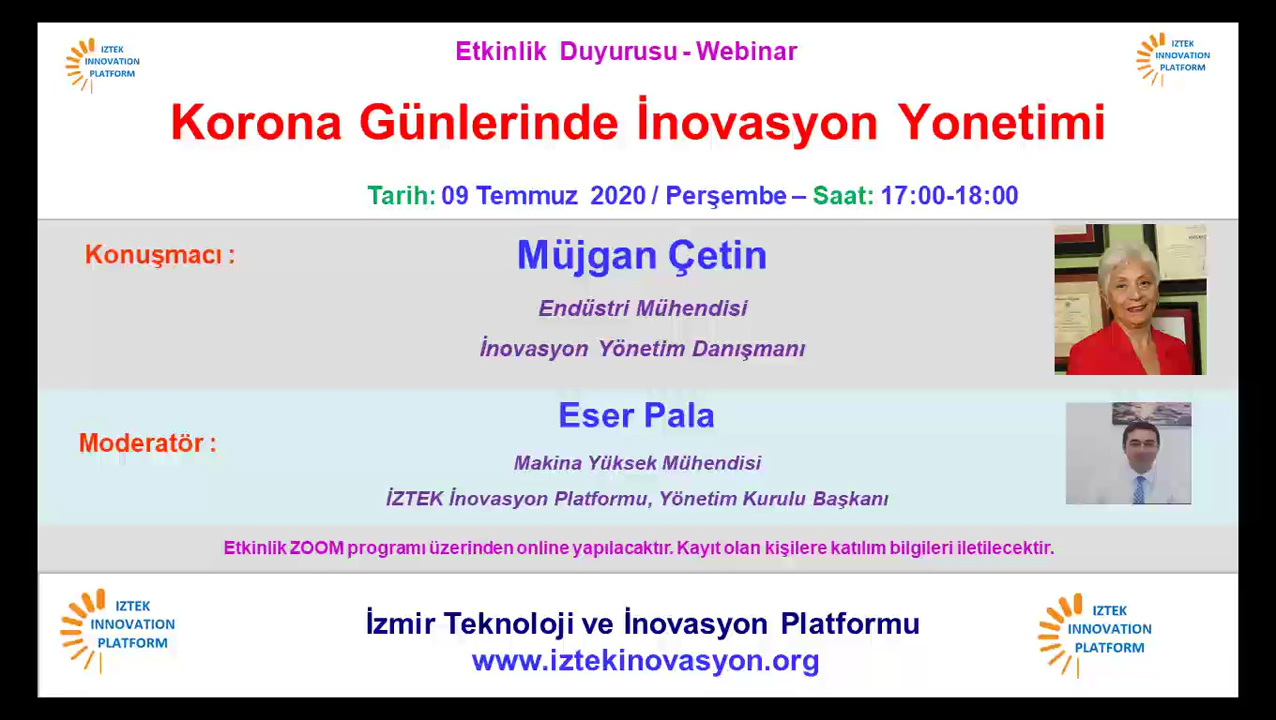 IZTEK
INNOVATION
PLATFORM
Etkinlik Duyurusu - Webinar
IZTEK
INNOVATION
PLATFORM
Korona Günlerinde İnovasyon Yonetimi
Tarih: 09 Temmuz 2020 / Perşembe – Saat: 17:00-18:00
Konuşmacı :
Müjgan Çetin
Endüstri Mühendisi
İnovasyon Yönetim Danışmanı
Moderatör :
Eser Pala
Makina Yüksek Mühendisi
İZTEK İnovasyon Platformu, Yönetim Kurulu Başkanı
Etkinlik ZOOM programı üzerinden online yapılacaktır. Kayıt olan kişilere katılım bilgileri iletilecektir.
IZTEK
INNOVATION
PLATFORM
İzmir Teknoloji ve İnovasyon Platformu
www.iztekinovasyon.org
IZTEK
INNOVATION
PLATFORM